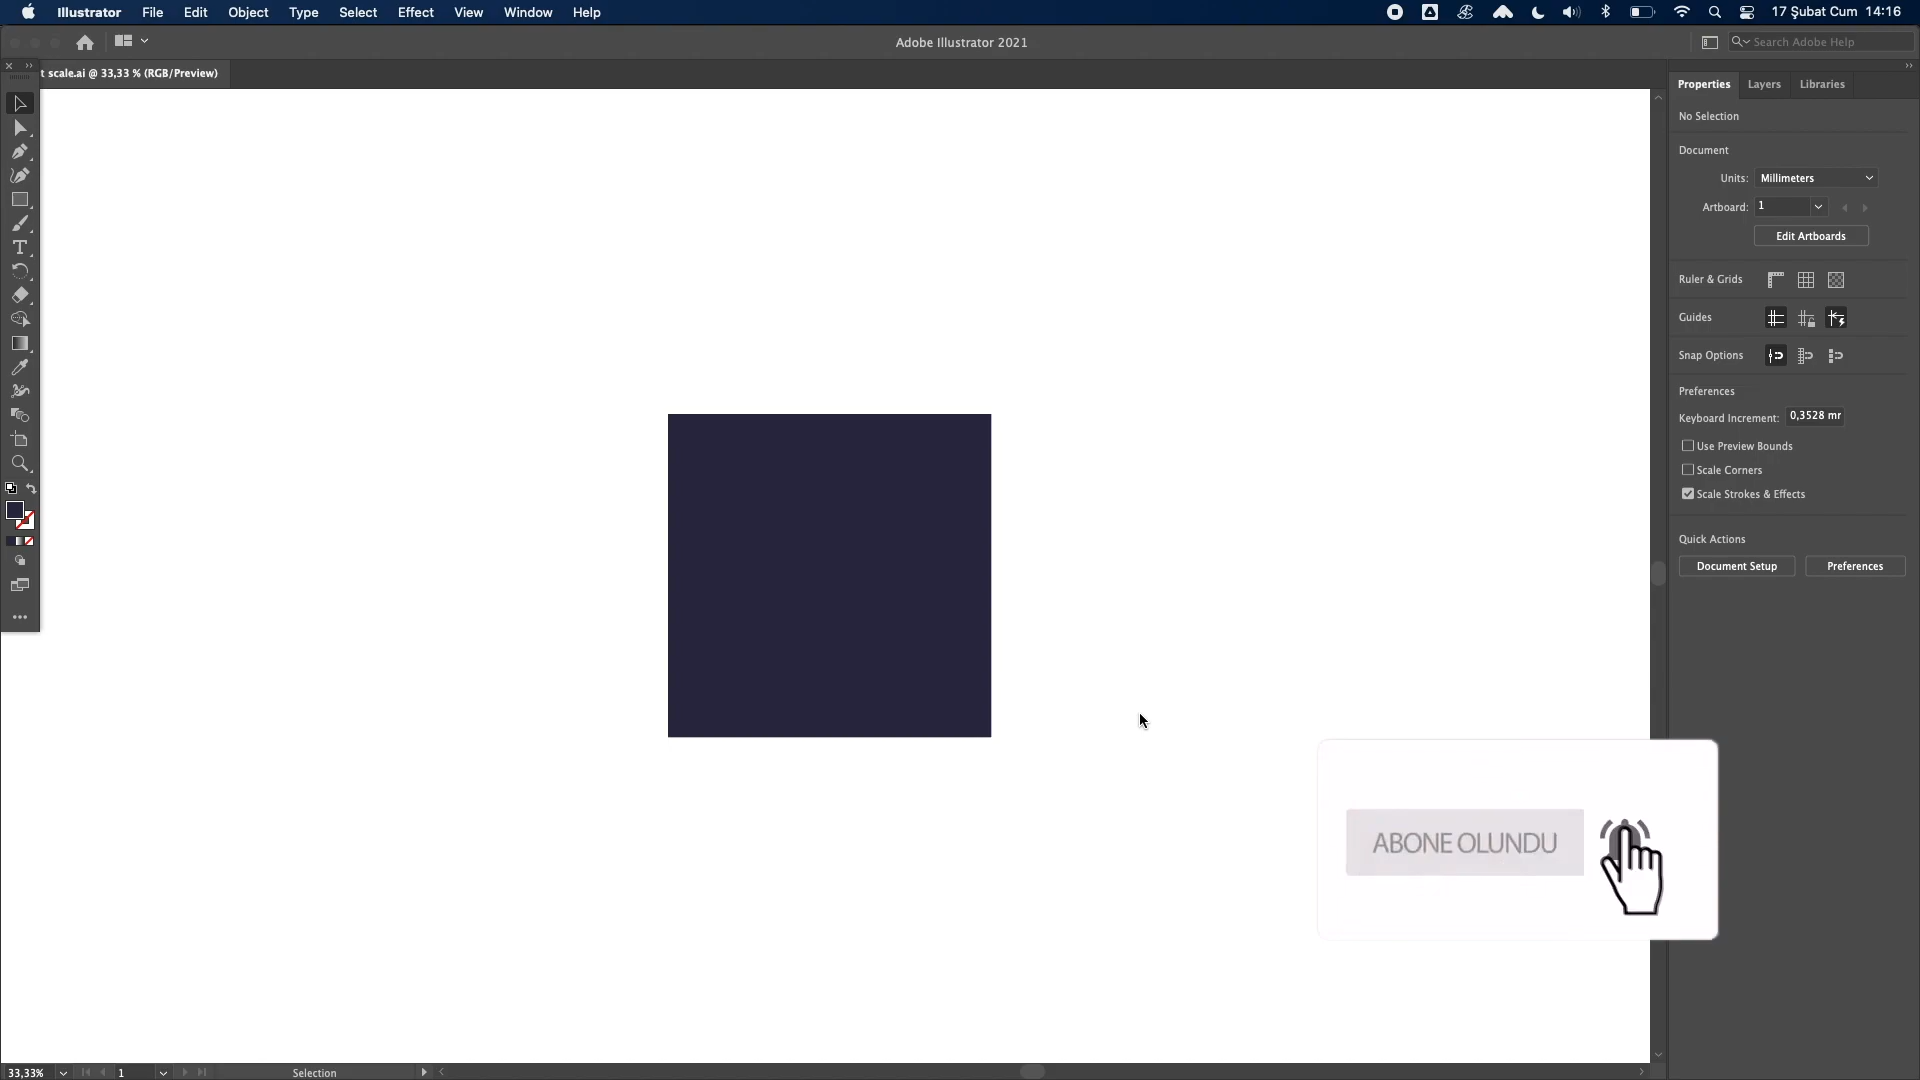 Illustrator File Edit Object Type Select Effect View Window Help 17 Şubat Cum 14:16
Adobe Illustrator 2021
Search Adobe Help
t scale.ai @ 33,33 % (RGB/Preview)
Properties Layers Libraries
No Selection
Document
Units: Millimeters
Artboard: 1
Edit Artboards
Ruler & Grids
Guides
Snap Options
Preferences
Keyboard Increment: 0,3528 mr
Use Preview Bounds
Scale Corners
Scale Strokes & Effects
Quick Actions
Document Setup Preferences
ABONE OLUNDU
33,33% 1 Selection